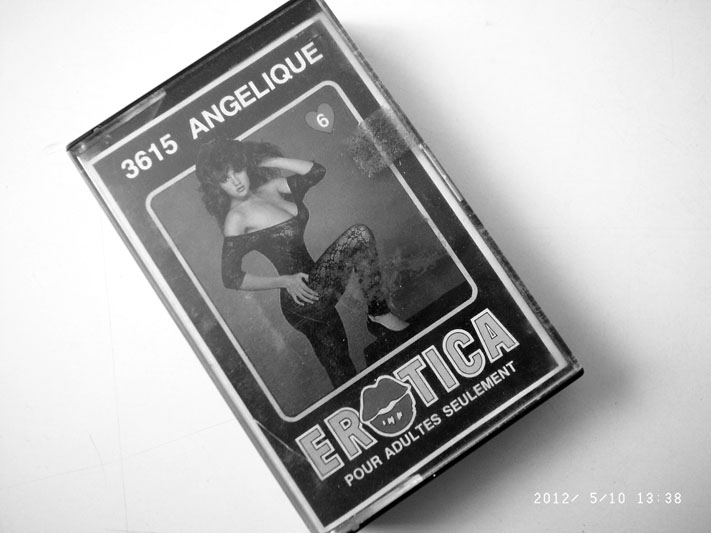 3615 ANGELIQUE
6
EROTICA
POUR ADULTES SEULEMENT
2012/ 5/10 13:38